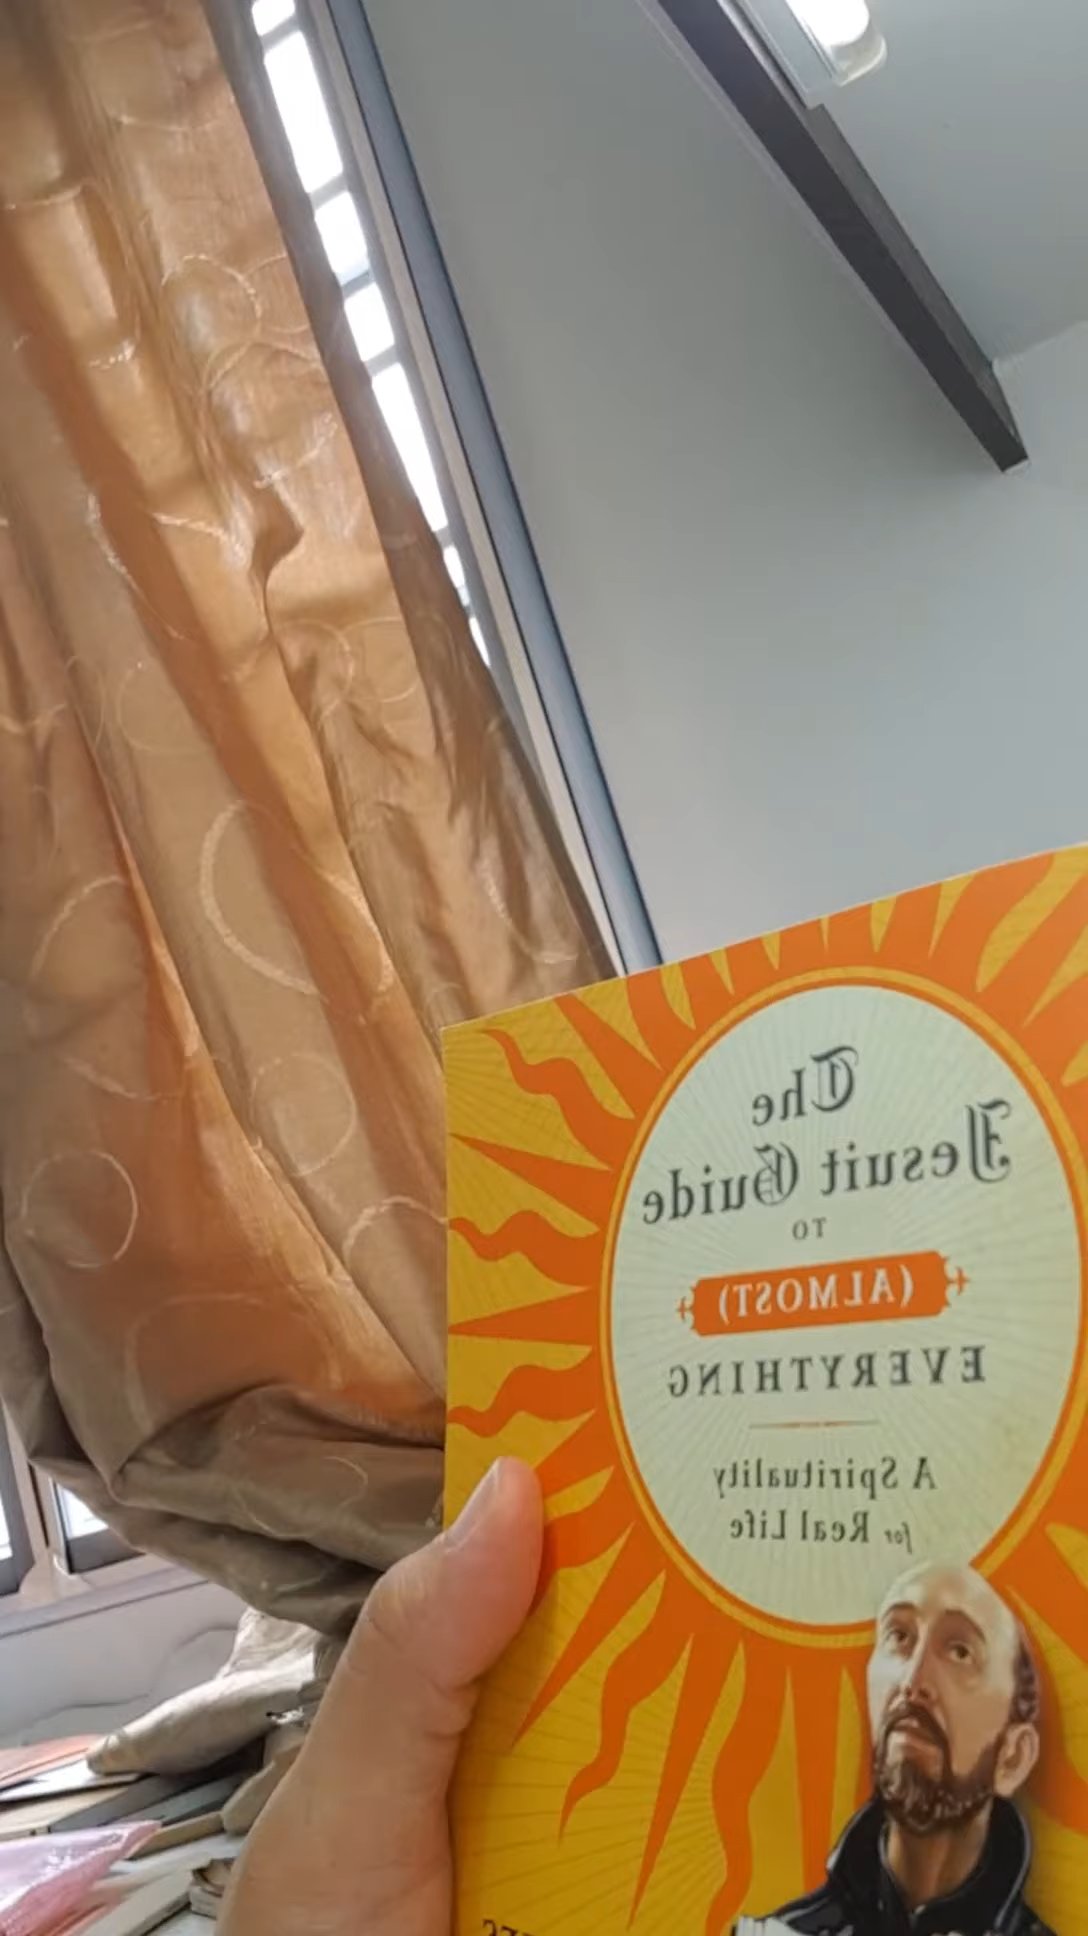 The
Jesuit Guide
TO
(ALMOST)
EVERYTHING
A Spirituality
for Real Life